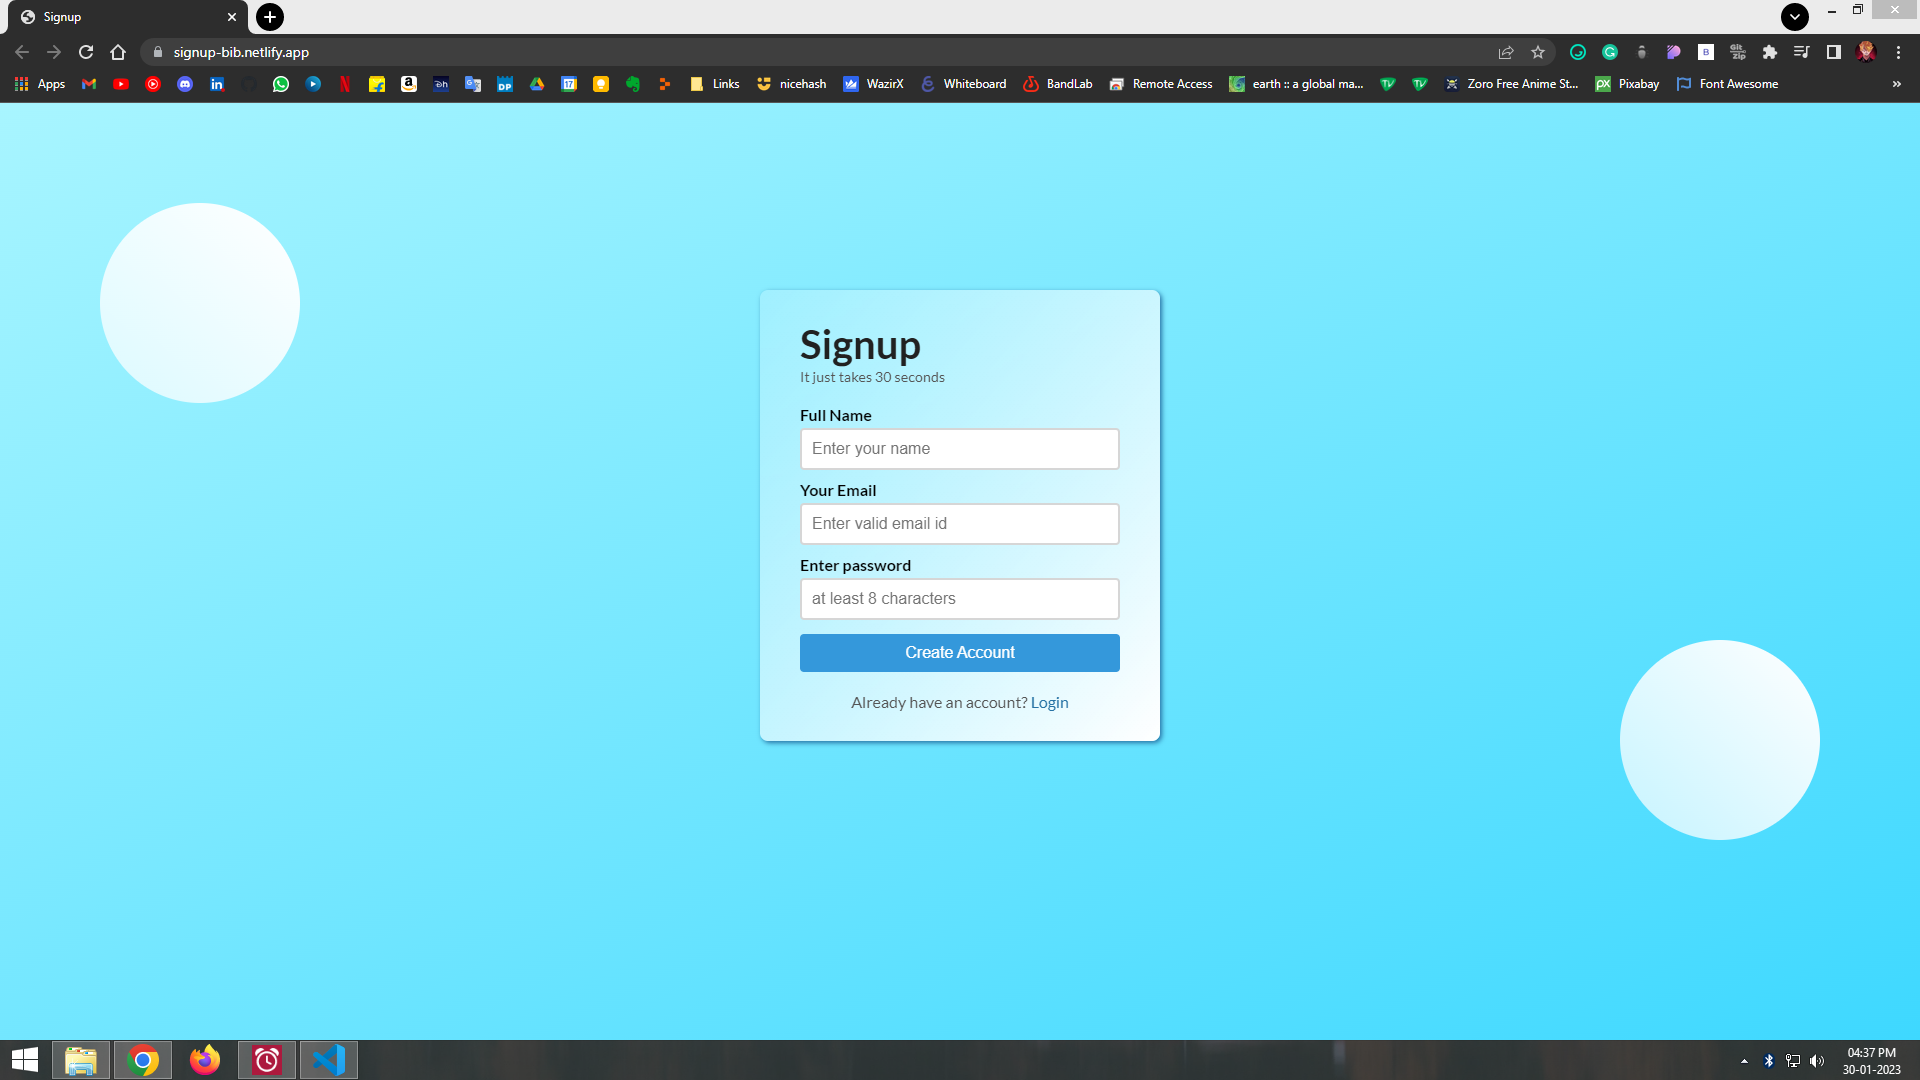 Signup
signup-bib.netlify.app
Apps
Links
nicehash
WazirX
Whiteboard
BandLab
Remote Access
earth :: a global ma...
Zoro Free Anime St...
Pixabay
Font Awesome
Signup
It just takes 30 seconds
Full Name
Enter your name
Your Email
Enter valid email id
Enter password
at least 8 characters
Create Account
Already have an account? Login
04:37 PM
30-01-2023